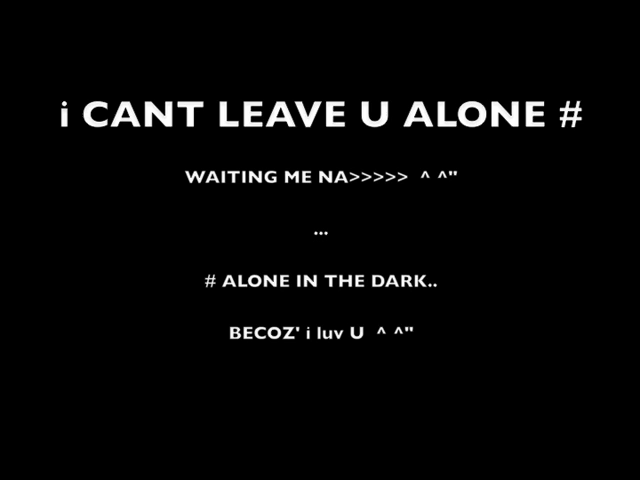 i CANT LEAVE U ALONE #
WAITING ME NA>>>>> ^ ^"
...
# ALONE IN THE DARK..
BECOZ' i luv U ^ ^"